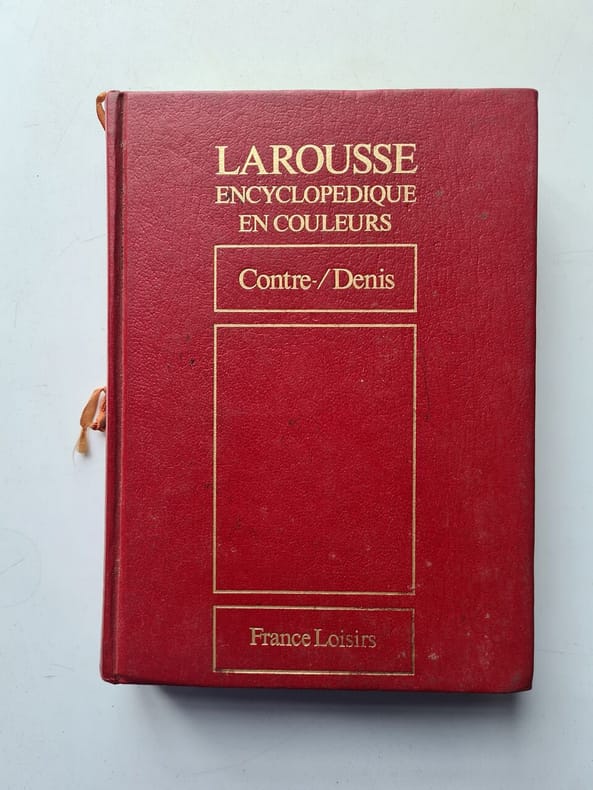 LAROUSSE
ENCYCLOPEDIQUE
EN COULEURS
Contre-/Denis
France Loisirs